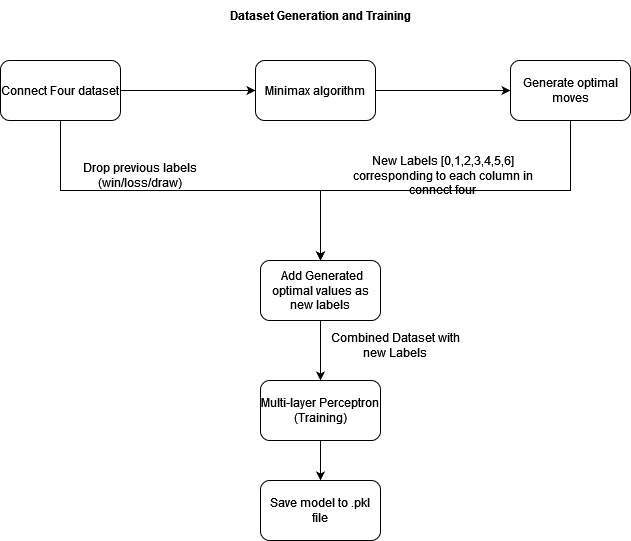 Dataset Generation and Training
Connect Four dataset
Minimax algorithm
Generate optimal
moves
Drop previous labels
(win/loss/draw)
New Labels [0,1,2,3,4,5,6]
corresponding to each column in
connect four
Add Generated
optimal values as
new labels
Combined Dataset with
new Labels
Multi-layer Perceptron
(Training)
Save model to .pkl
file